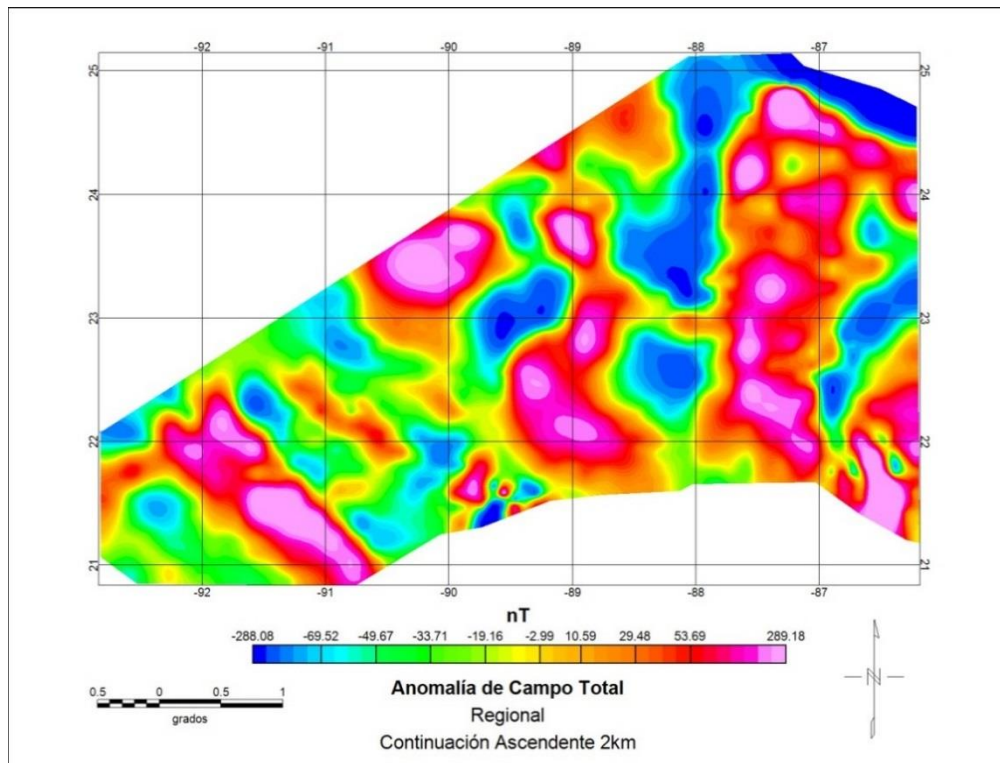 -92 -91 -90 -89 -88 -87
25 25
24 24
23 23
22 22
21 21
-92 -91 -90 -89 -88 -87
nT
-288.08 -69.52 -49.67 -33.71 -19.16 -2.99 10.59 29.48 53.69 289.18
0.5 0 0.5 1
grados
Anomalía de Campo Total
Regional
Continuación Ascendente 2km
N